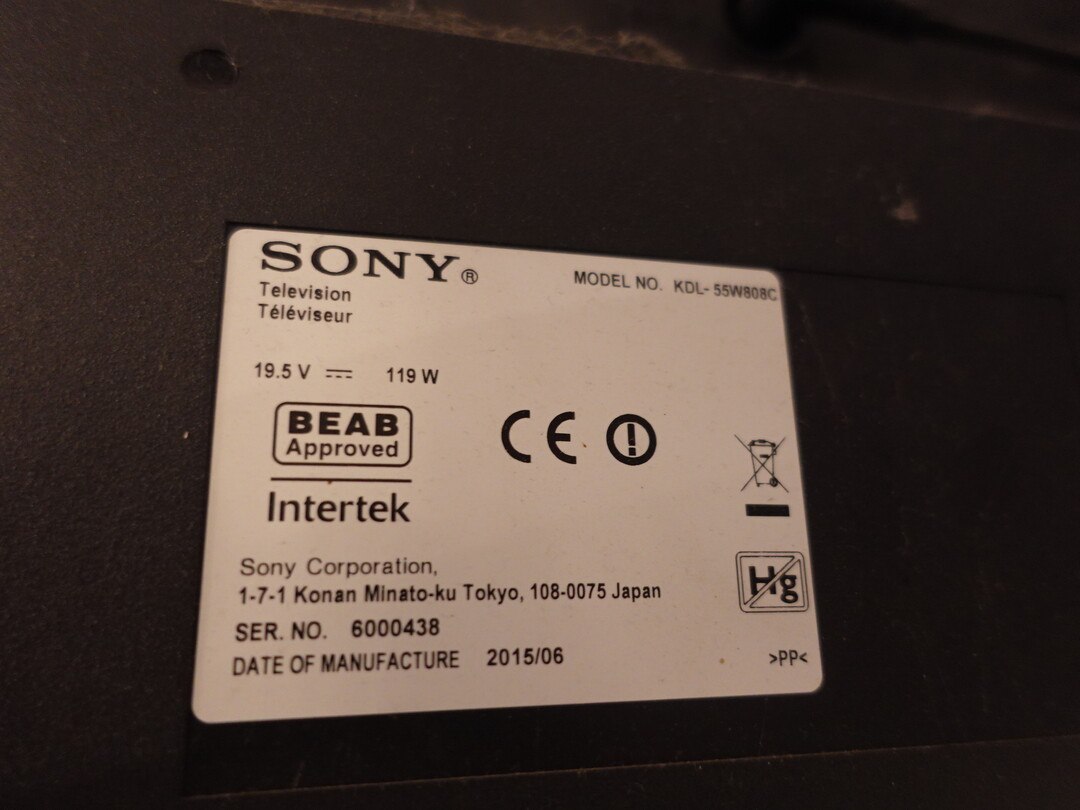 SONY®
Television
Téléviseur
MODEL NO. KDL-55W808C
19.5 V ⎓ 119 W
BEAB
Approved
Intertek
CE
Hg
Sony Corporation,
1-7-1 Konan Minato-ku Tokyo, 108-0075 Japan
SER. NO. 6000438
DATE OF MANUFACTURE 2015/06
>PP<